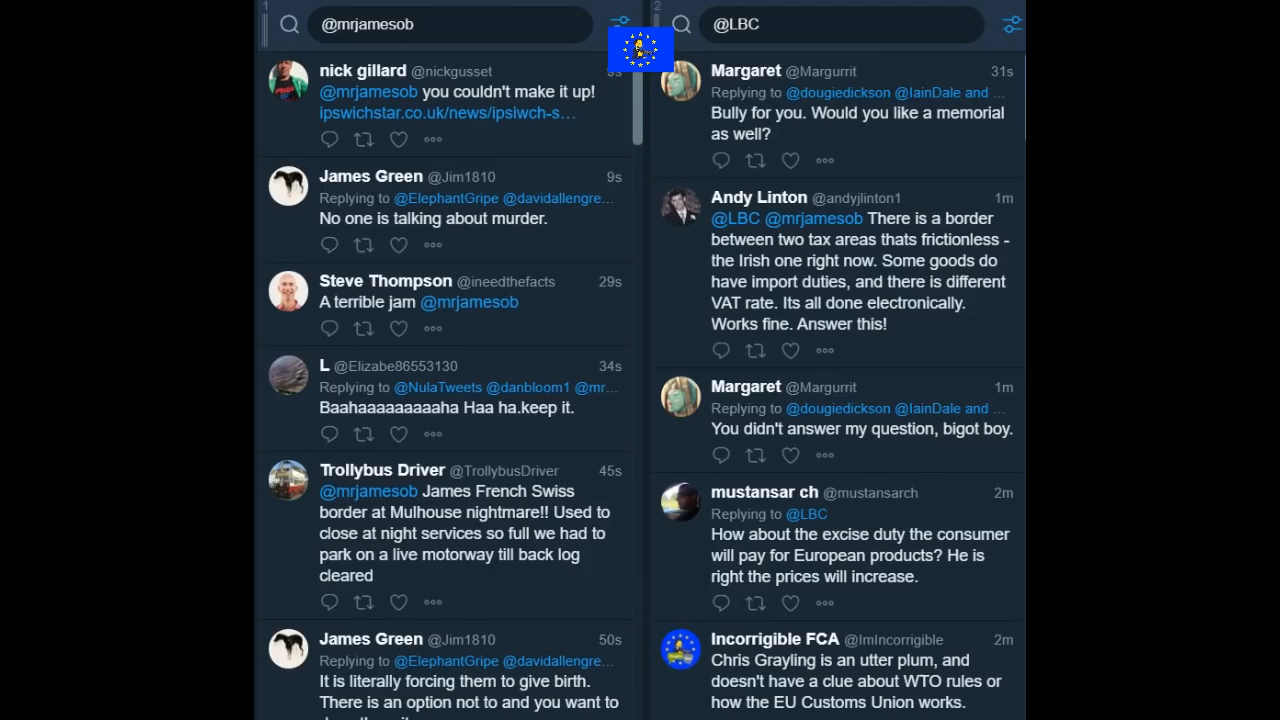 1
@mrjamesob
nick gillard @nickgusset 9s
@mrjamesob you couldn't make it up!
ipswichstar.co.uk/news/ipsiwch-s…
James Green @Jim1810 9s
Replying to @ElephantGripe @davidallengre…
No one is talking about murder.
Steve Thompson @ineedthefacts 29s
A terrible jam @mrjamesob
L @Elizabe86553130 34s
Replying to @NulaTweets @danbloom1 @mr…
Baahaaaaaaaaaha Haa ha.keep it.
Trollybus Driver @TrollybusDriver 45s
@mrjamesob James French Swiss
border at Mulhouse nightmare!! Used to
close at night services so full we had to
park on a live motorway till back log
cleared
James Green @Jim1810 50s
Replying to @ElephantGripe @davidallengre…
It is literally forcing them to give birth.
There is an option not to and you want to
2
@LBC
Margaret @Margurrit 31s
Replying to @dougiedickson @IainDale and …
Bully for you. Would you like a memorial
as well?
Andy Linton @andyjlinton1 1m
@LBC @mrjamesob There is a border
between two tax areas thats frictionless -
the Irish one right now. Some goods do
have import duties, and there is different
VAT rate. Its all done electronically.
Works fine. Answer this!
Margaret @Margurrit 1m
Replying to @dougiedickson @IainDale and …
You didn't answer my question, bigot boy.
mustansar ch @mustansarch 2m
Replying to @LBC
How about the excise duty the consumer
will pay for European products? He is
right the prices will increase.
Incorrigible FCA @ImIncorrigible 2m
Chris Grayling is an utter plum, and
doesn't have a clue about WTO rules or
how the EU Customs Union works.